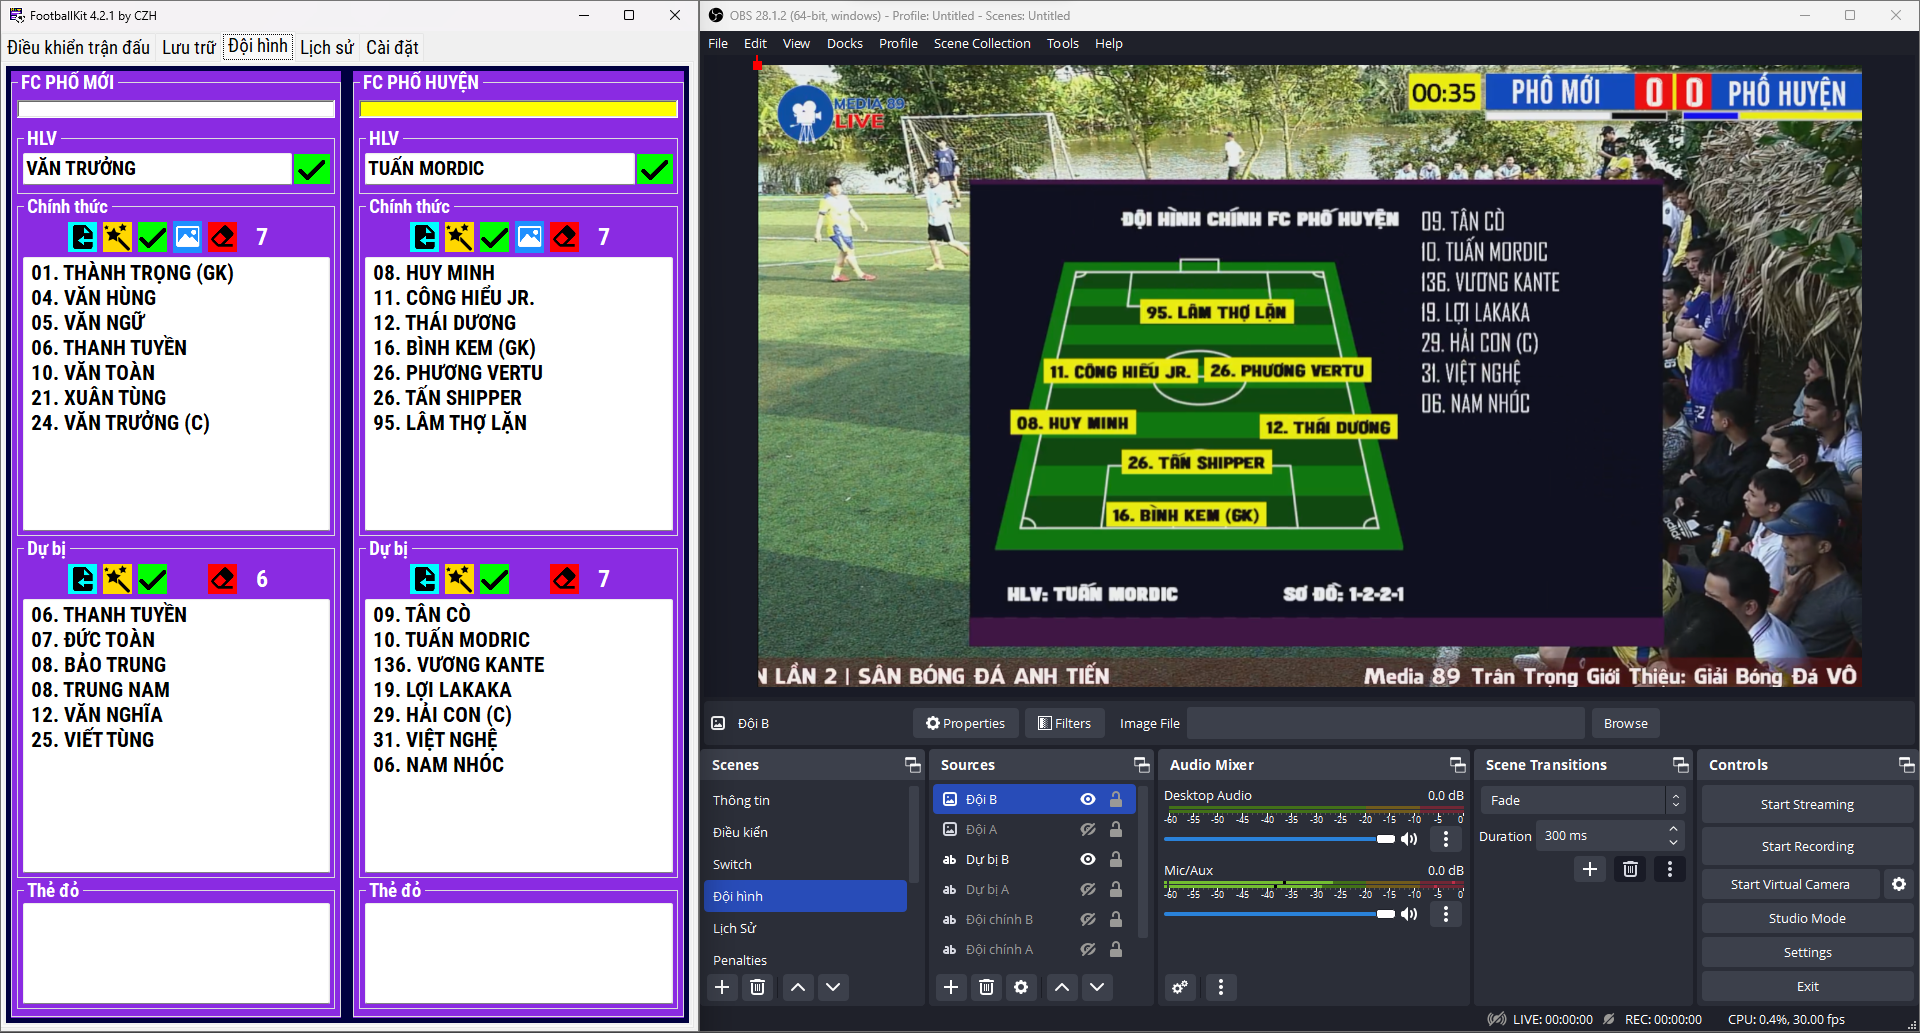 FootballKit 4.2.1 by CZH
Điều khiển trận đấu
Lưu trữ
Đội hình
Lịch sử
Cài đặt
FC PHỐ MỚI
HLV
VĂN TRƯỞNG
Chính thức
7
01. THÀNH TRỌNG (GK)
04. VĂN HÙNG
05. VĂN NGỮ
06. THANH TUYỀN
10. VĂN TOÀN
21. XUÂN TÙNG
24. VĂN TRƯỞNG (C)
Dự bị
6
06. THANH TUYỀN
07. ĐỨC TOÀN
08. BẢO TRUNG
08. TRUNG NAM
12. VĂN NGHĨA
25. VIẾT TÙNG
Thẻ đỏ
FC PHỐ HUYỆN
HLV
TUẤN MORDIC
Chính thức
7
08. HUY MINH
11. CÔNG HIẾU JR.
12. THÁI DƯƠNG
16. BÌNH KEM (GK)
26. PHƯƠNG VERTU
26. TẤN SHIPPER
95. LÂM THỢ LẶN
Dự bị
7
09. TÂN CÒ
10. TUẤN MODRIC
136. VƯƠNG KANTE
19. LỢI LAKAKA
29. HẢI CON (C)
31. VIỆT NGHỆ
06. NAM NHÓC
Thẻ đỏ
OBS 28.1.2 (64-bit, windows) - Profile: Untitled - Scenes: Untitled
File Edit View Docks Profile Scene Collection Tools Help
MEDIA 89
LIVE
00:35 PHỐ MỚI 0 0 PHỐ HUYỆN
ĐỘI HÌNH CHÍNH FC PHỐ HUYỆN
95. LÂM THỢ LẶN
11. CÔNG HIẾU JR.
26. PHƯƠNG VERTU
08. HUY MINH
12. THÁI DƯƠNG
26. TẤN SHIPPER
16. BÌNH KEM (GK)
HLV: TUẤN MORDIC
SƠ ĐỒ: 1-2-2-1
09. TÂN CÒ
10. TUẤN MORDIC
136. VƯƠNG KANTE
19. LỢI LAKAKA
29. HẢI CON (C)
31. VIỆT NGHỆ
06. NAM NHÓC
N LẦN 2 | SÂN BÓNG ĐÁ ANH TIẾN
Media 89 Trân Trọng Giới Thiệu: Giải Bóng Đá VÔ
Đội B
Properties
Filters
Image File
Browse
Scenes
Thông tin
Điều kiến
Switch
Đội hình
Lịch Sử
Penalties
Sources
Đội B
Đội A
ab Dự bị B
ab Dự bị A
ab Đội chính B
ab Đội chính A
Audio Mixer
Desktop Audio 0.0 dB
-60 -55 -50 -45 -40 -35 -30 -25 -20 -15 -10 -5 0
Mic/Aux 0.0 dB
-60 -55 -50 -45 -40 -35 -30 -25 -20 -15 -10 -5 0
Scene Transitions
Fade
Duration 300 ms
Controls
Start Streaming
Start Recording
Start Virtual Camera
Studio Mode
Settings
Exit
LIVE: 00:00:00
REC: 00:00:00
CPU: 0.4%, 30.00 fps